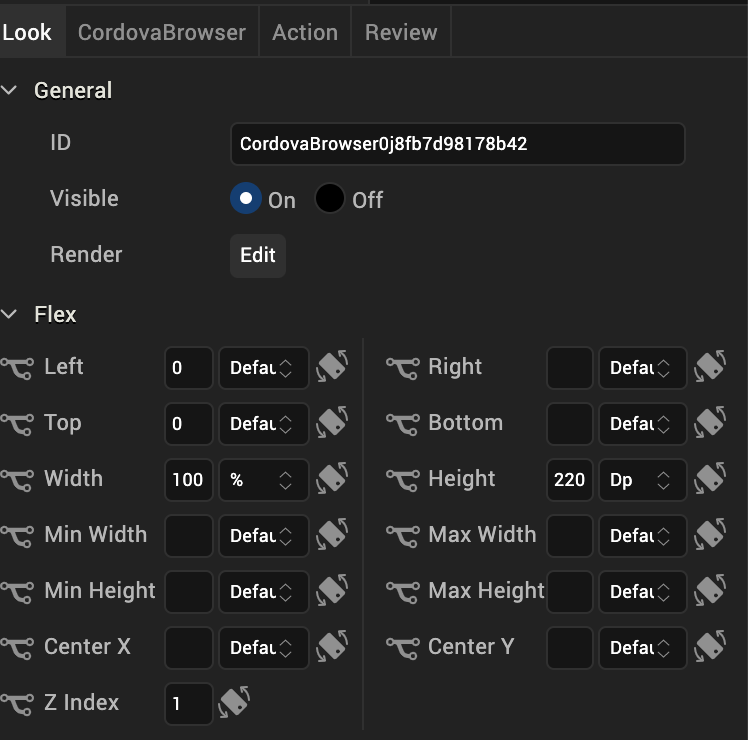 Look CordovaBrowser Action Review
General
ID CordovaBrowser0j8fb7d98178b42
Visible On Off
Render Edit
Flex
Left 0 Defau Right Defau
Top 0 Defau Bottom Defau
Width 100 % Height 220 Dp
Min Width Defau Max Width Defau
Min Height Defau Max Height Defau
Center X Defau Center Y Defau
Z Index 1